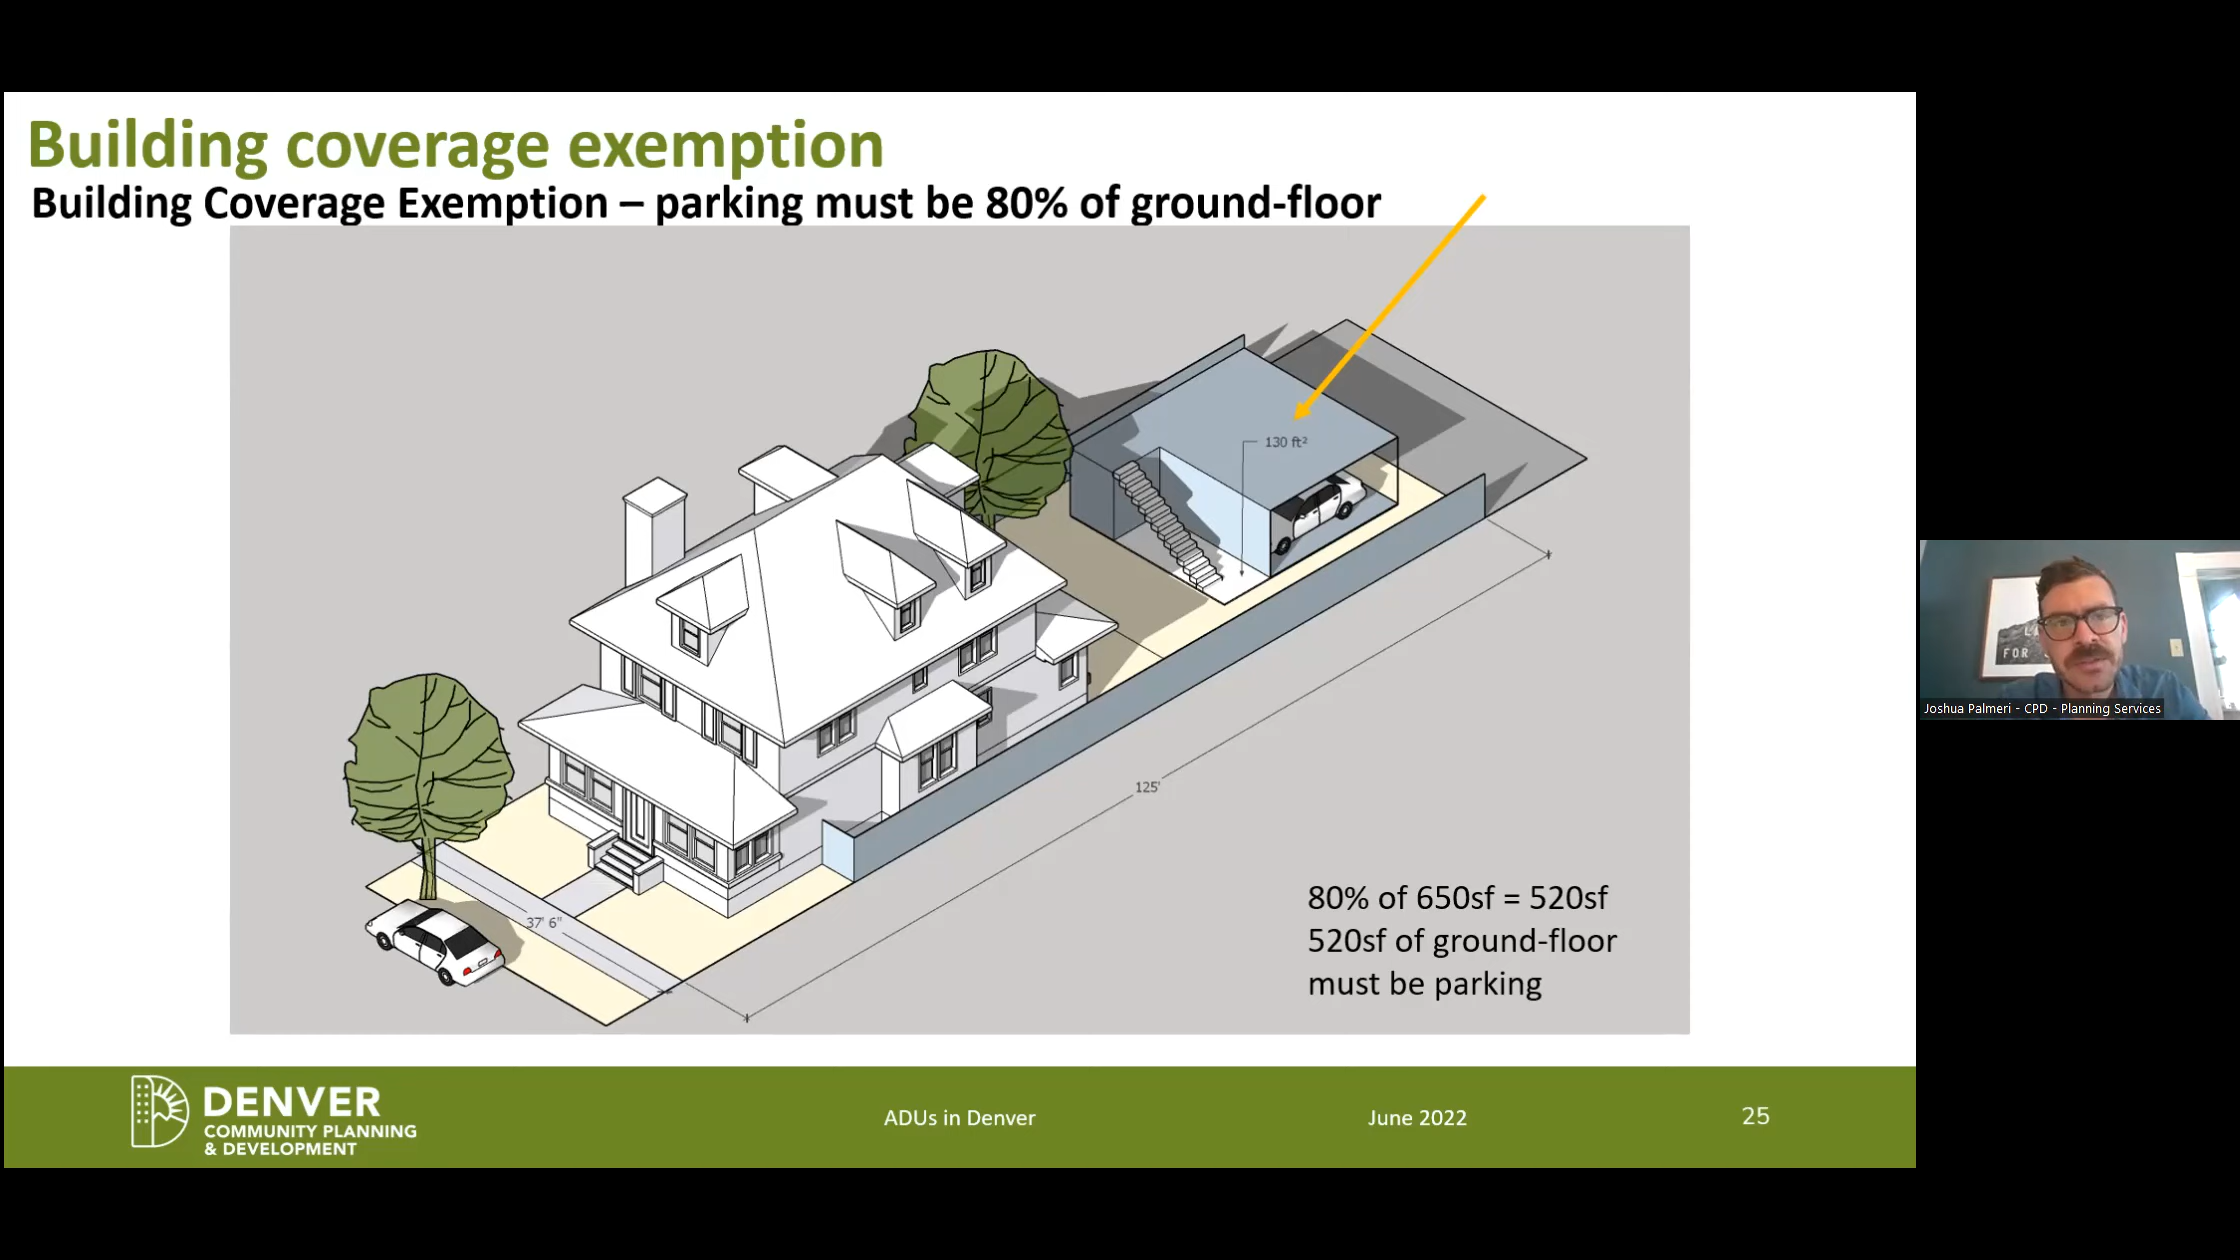 Building coverage exemption
Building Coverage Exemption – parking must be 80% of ground-floor
130 ft²
125'
37' 6"
80% of 650sf = 520sf
520sf of ground-floor
must be parking
FOR
Joshua Palmeri - CPD - Planning Services
DENVER
COMMUNITY PLANNING
& DEVELOPMENT
ADUs in Denver
June 2022
25